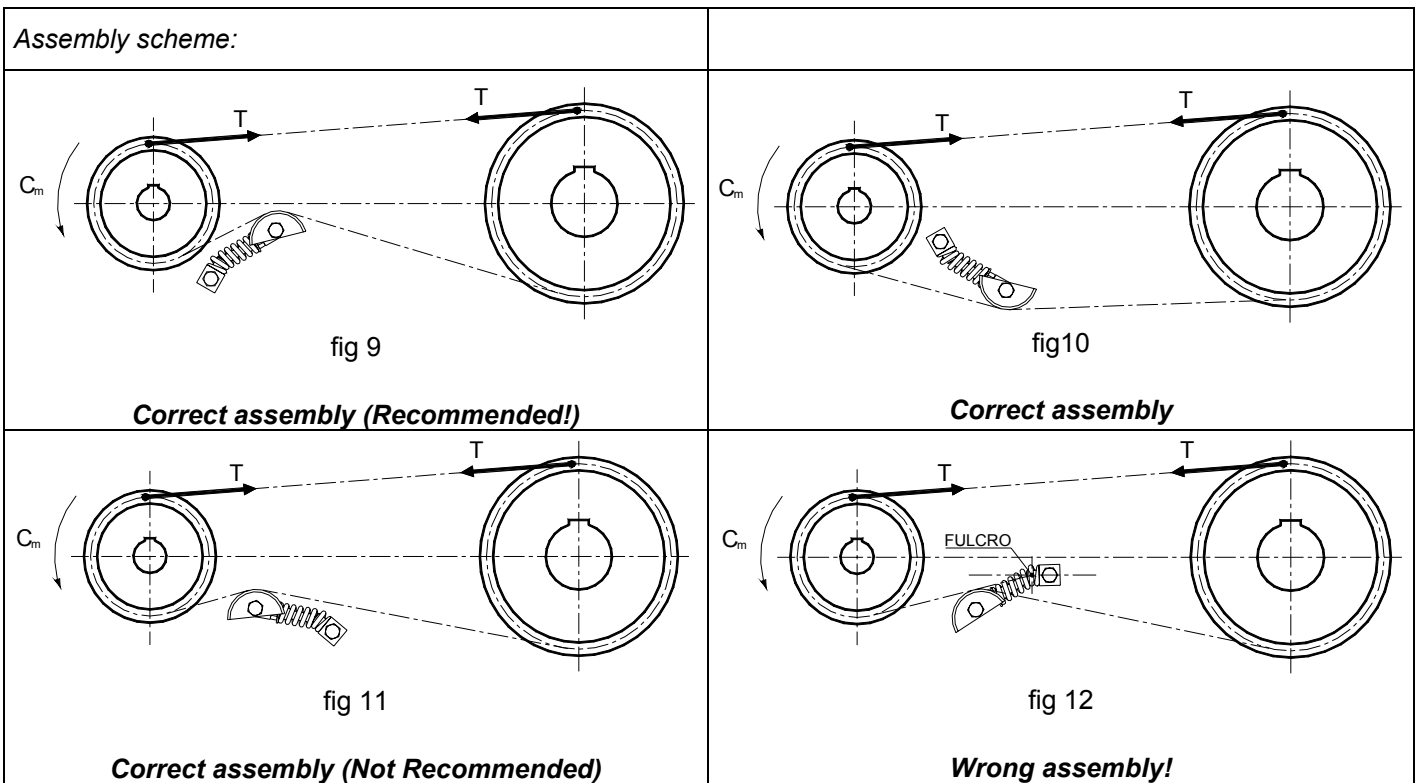 Assembly scheme:
T
T
Cm
fig 9
Correct assembly (Recommended!)
T
T
Cm
fig10
Correct assembly
T
T
Cm
fig 11
Correct assembly (Not Recommended)
T
T
Cm
FULCRO
fig 12
Wrong assembly!